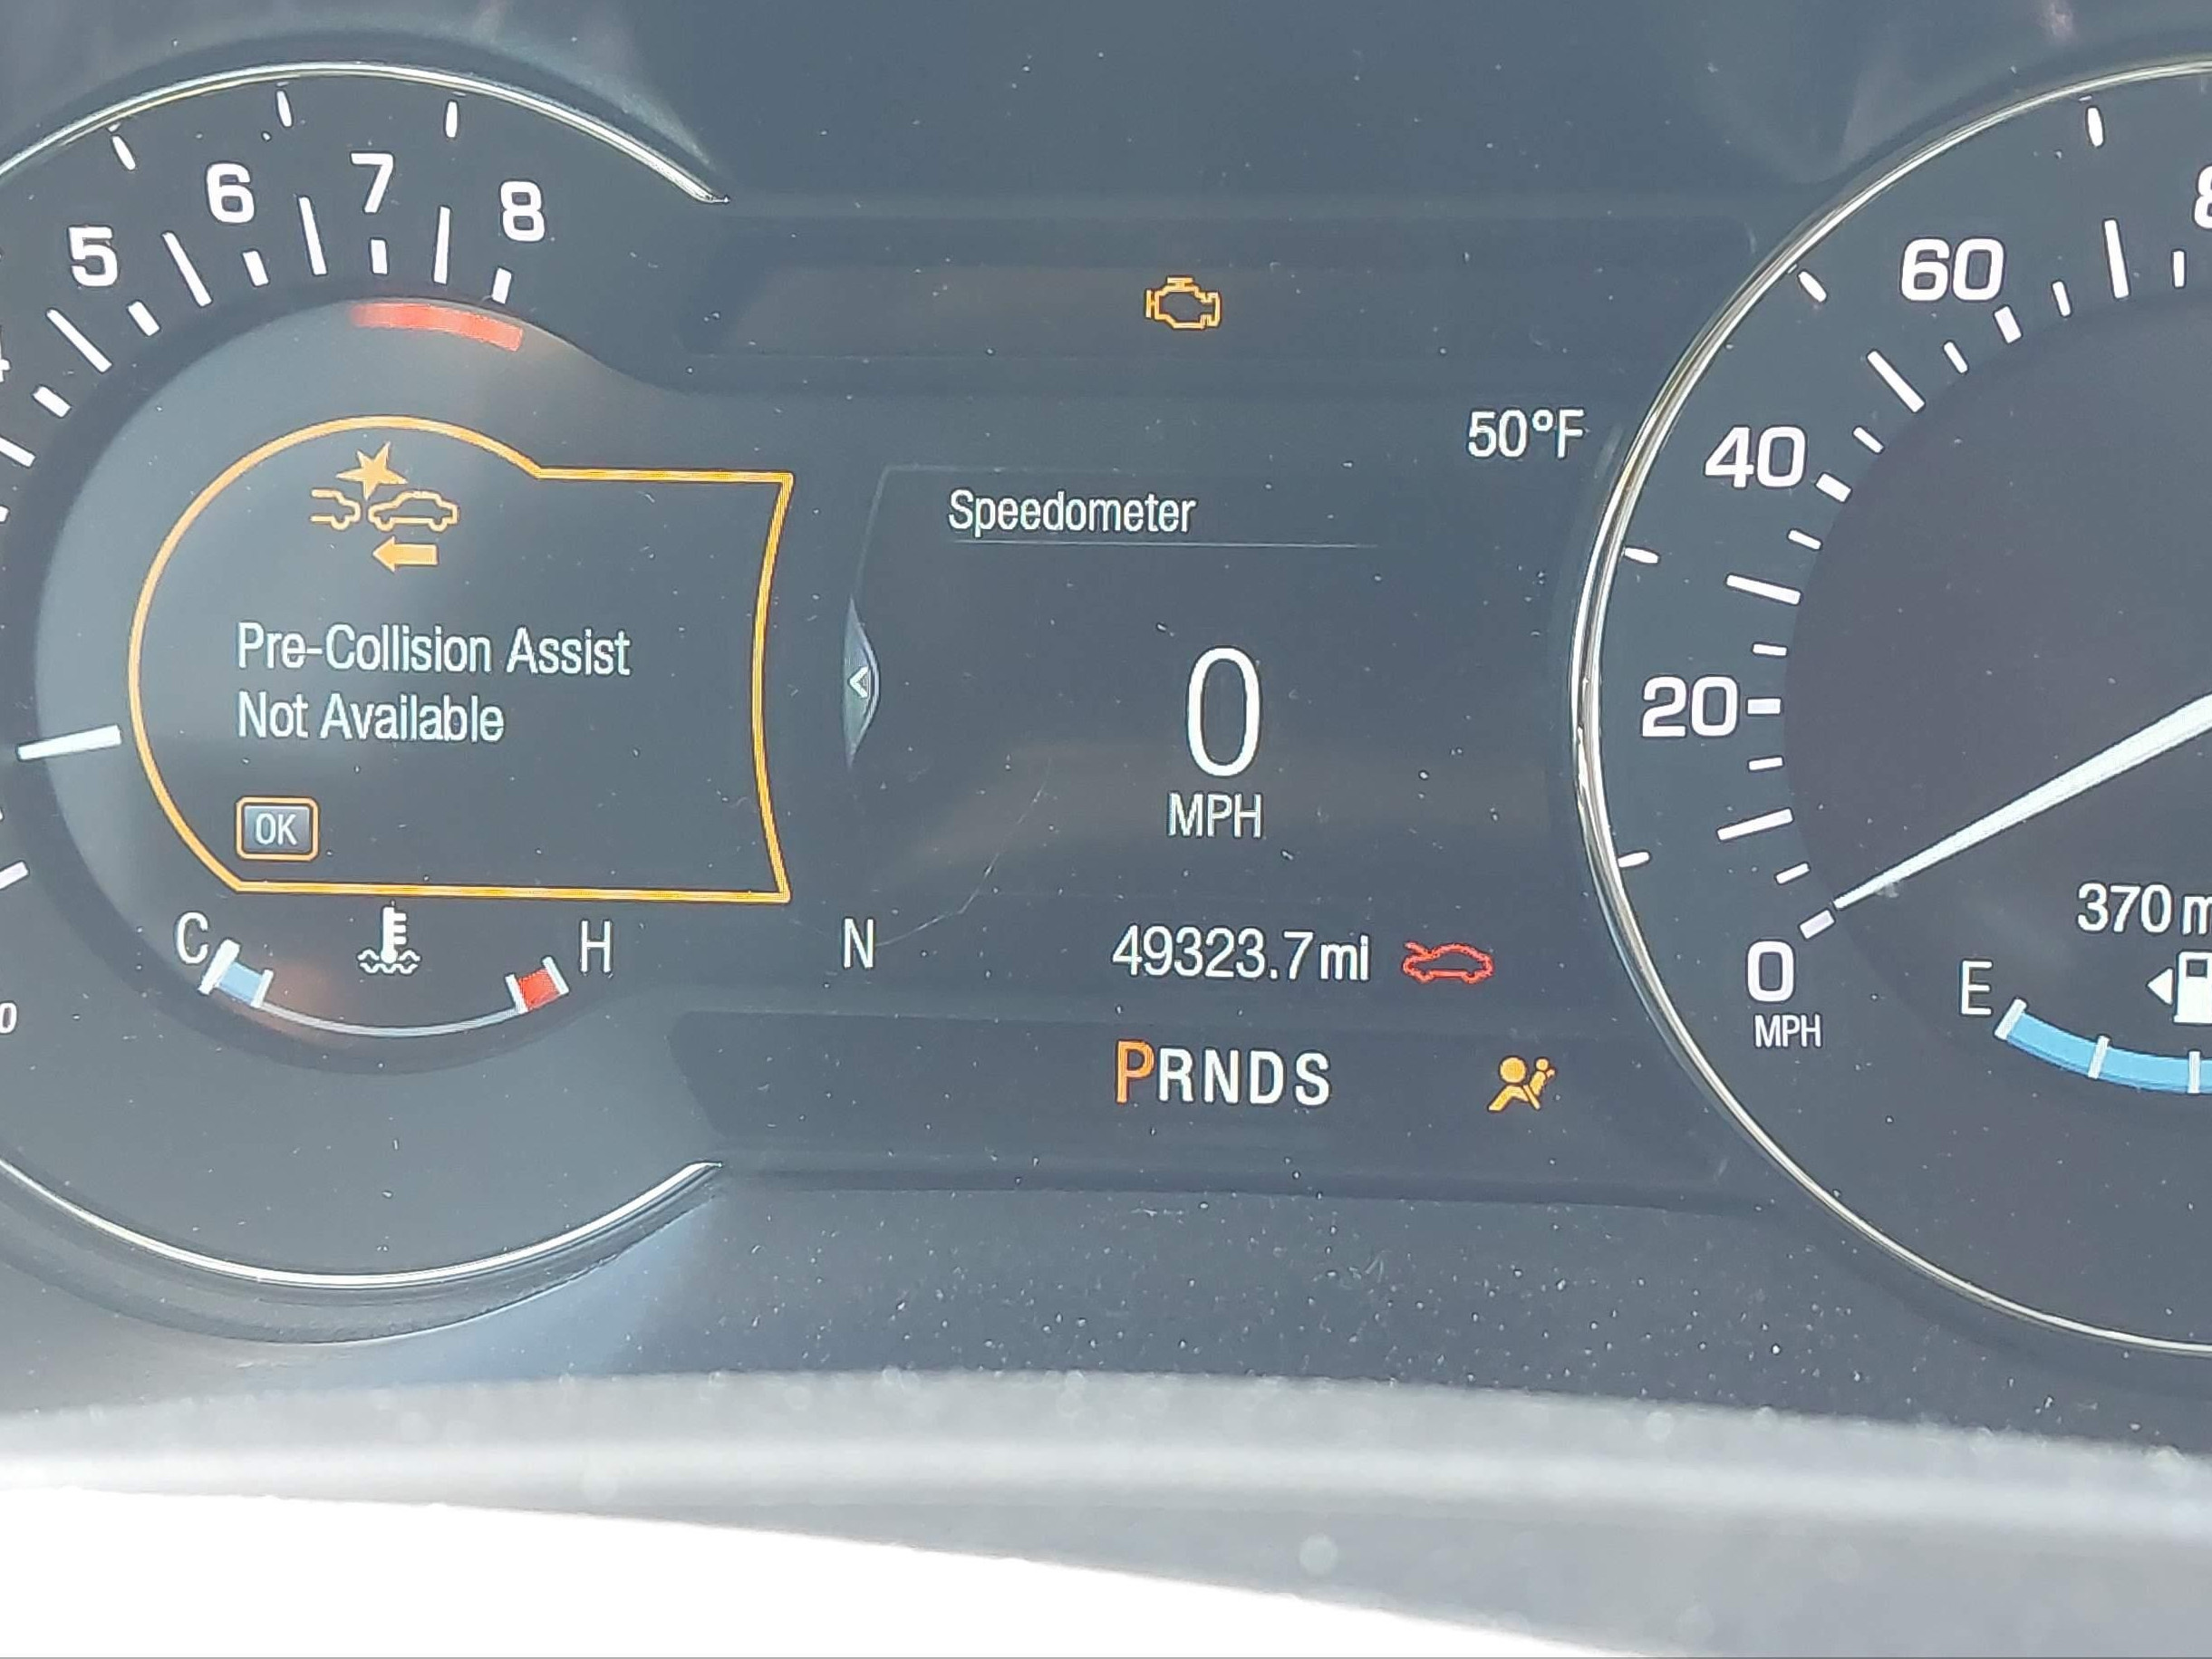 5
6
7
8
60
50°F
40
Speedometer
Pre-Collision Assist
Not Available
0
20
MPH
OK
370
C
H
N
49323.7mi
0
E
MPH
PRNDS